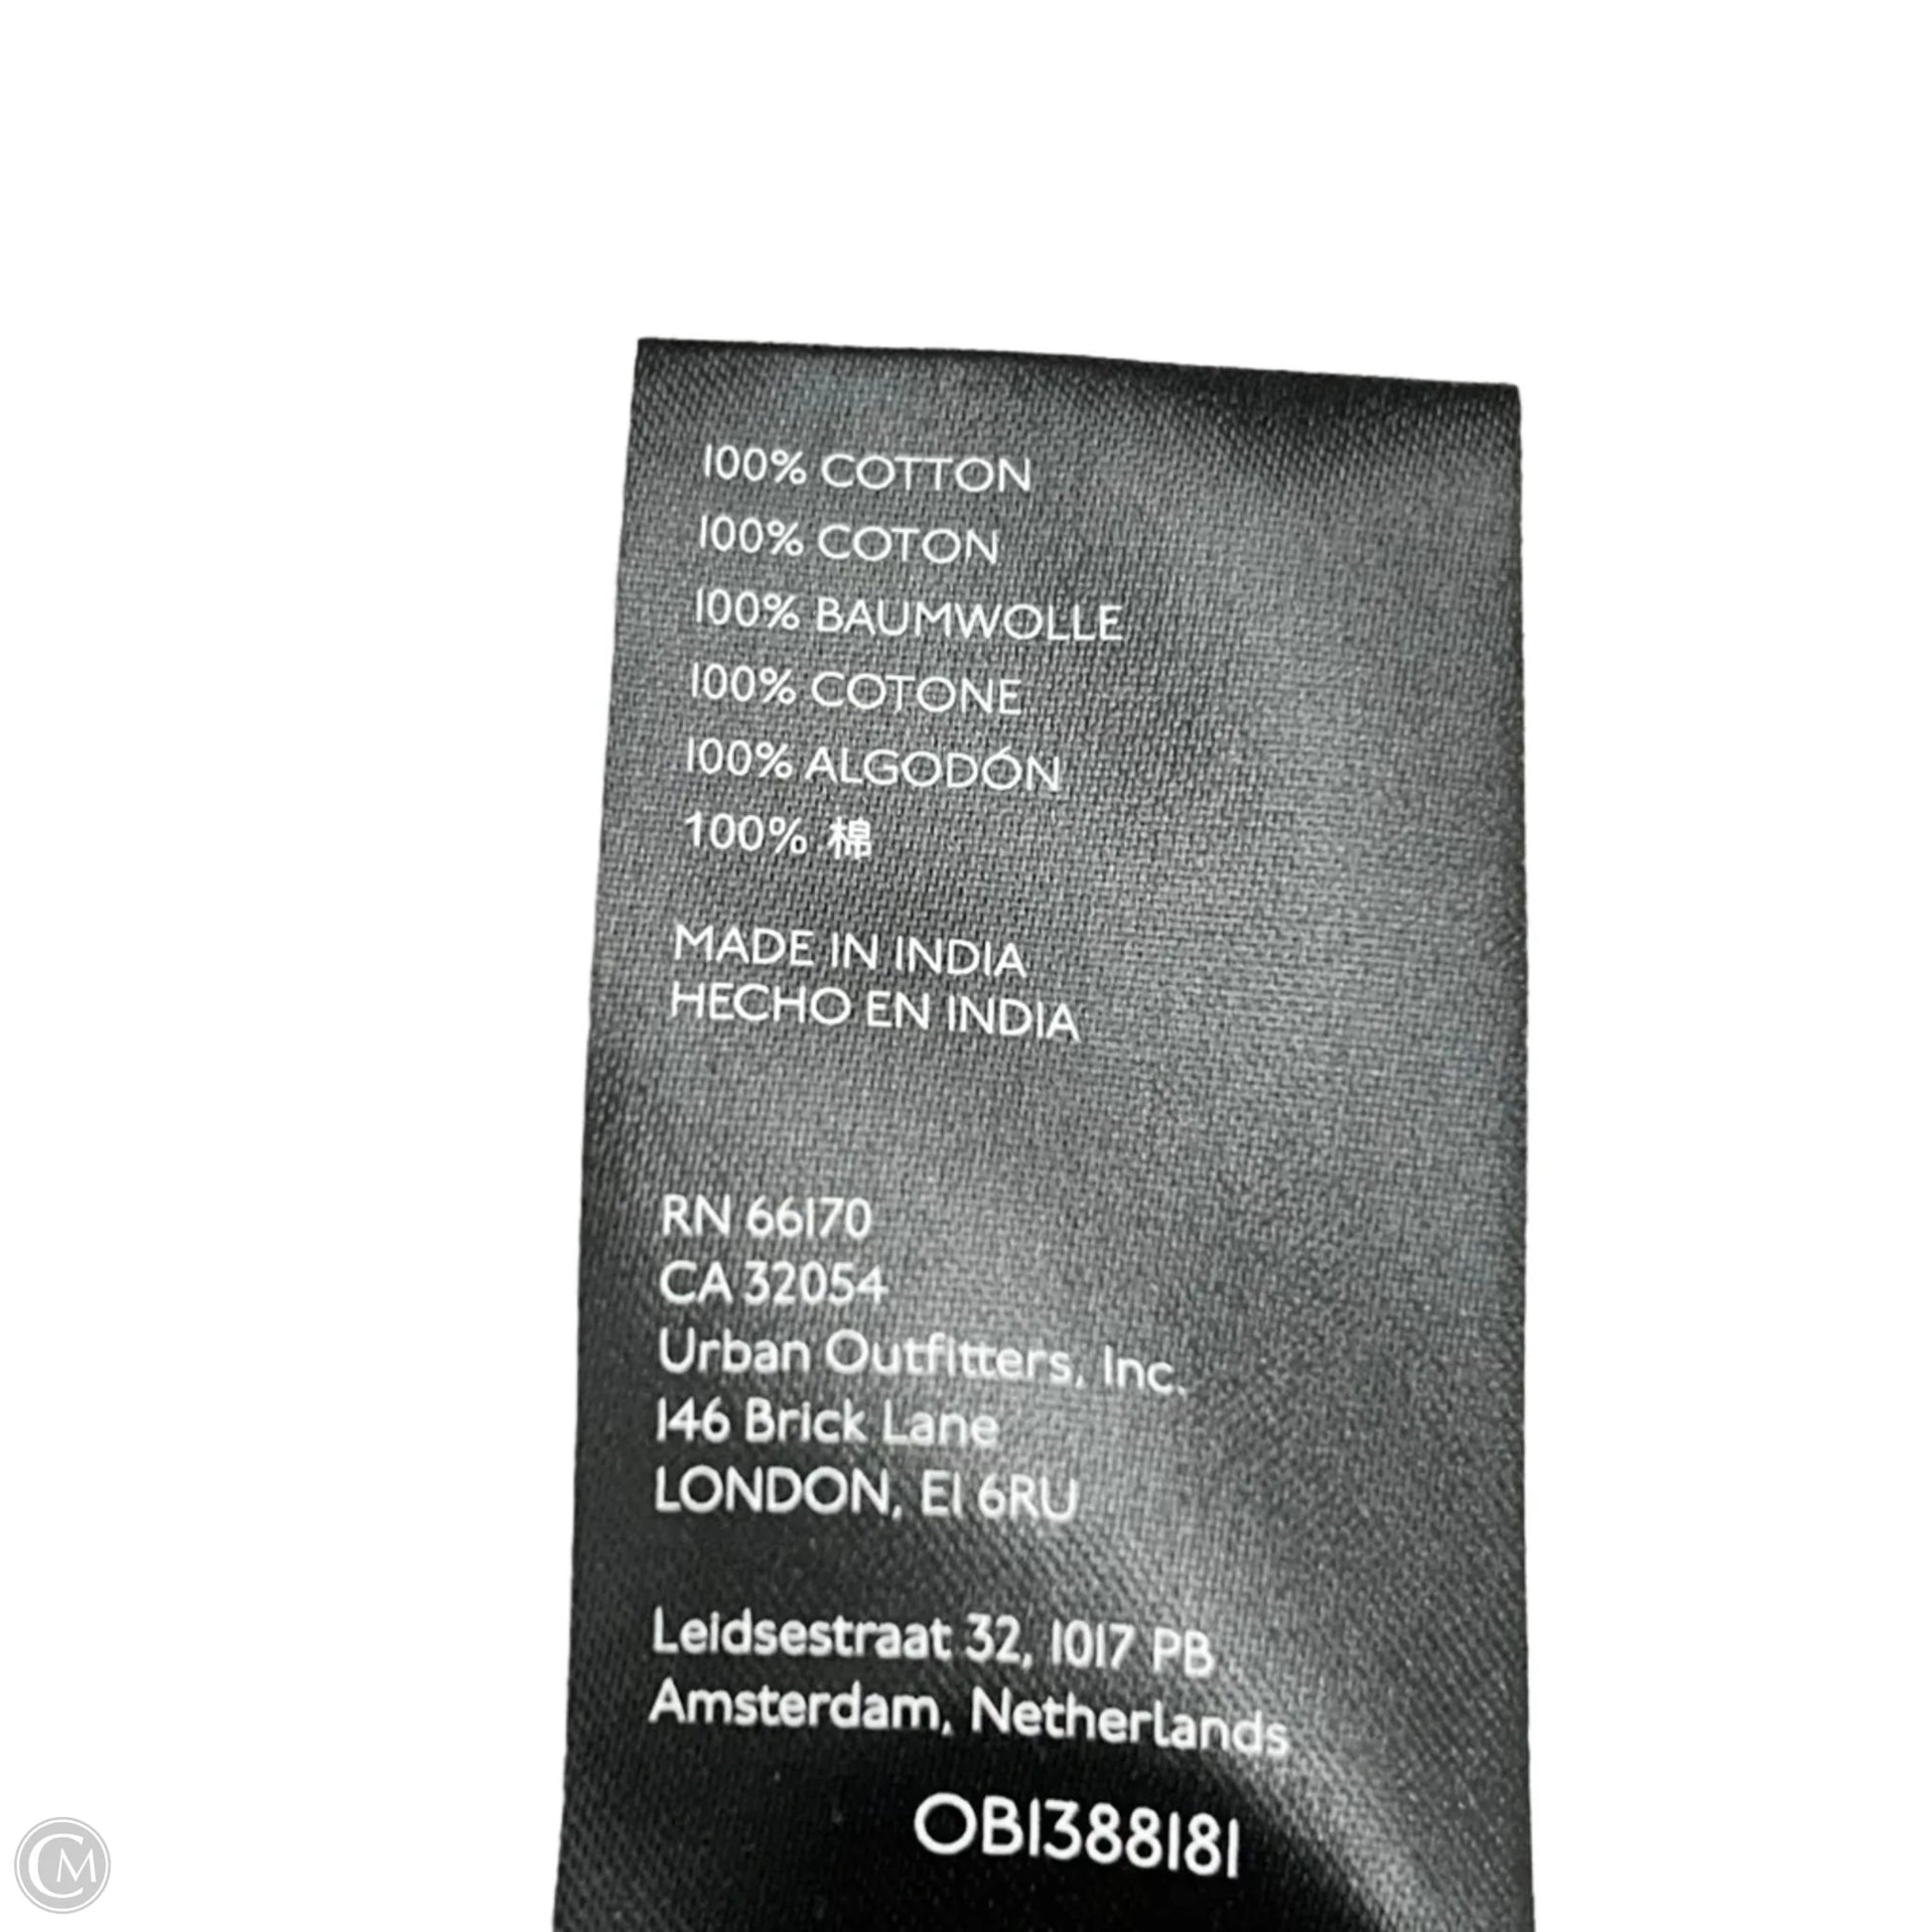 100% COTTON
100% COTON
100% BAUMWOLLE
100% COTONE
100% ALGODÓN
100% 棉
MADE IN INDIA
HECHO EN INDIA
RN 66170
CA 32054
Urban Outfitters, Inc.
146 Brick Lane
LONDON, E1 6RU
Leidsestraat 32, 1017 PB
Amsterdam, Netherlands
OB1388181
CM